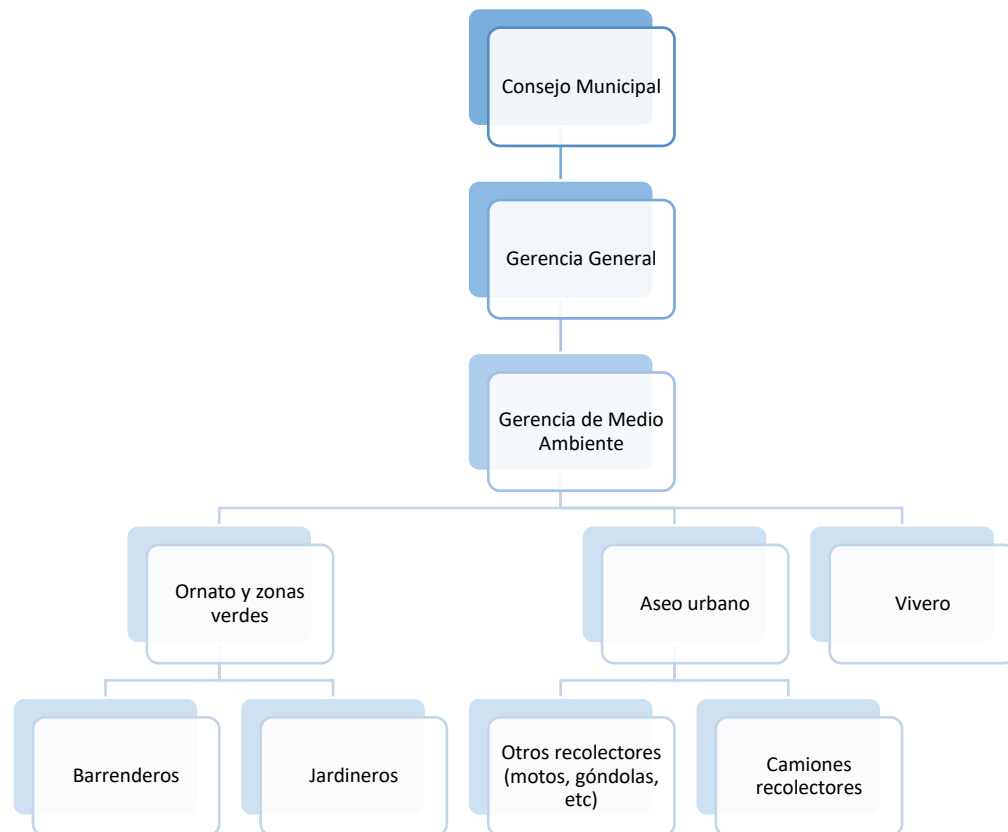 Consejo Municipal
Gerencia General
Gerencia de Medio
Ambiente
Ornato y zonas
verdes
Aseo urbano
Vivero
Barrenderos
Jardineros
Otros recolectores
(motos, góndolas,
etc)
Camiones
recolectores